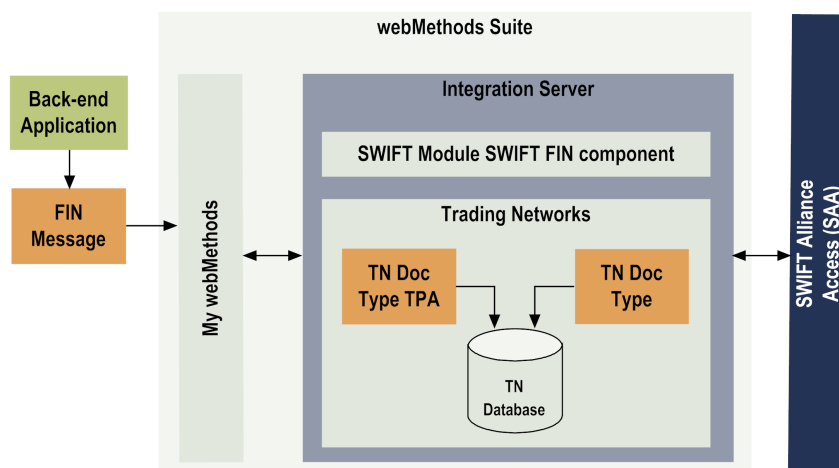 webMethods Suite
Back-end
Application
FIN
Message
My webMethods
Integration Server
SWIFT Module SWIFT FIN component
Trading Networks
TN Doc
Type TPA
TN Doc
Type
TN
Database
SWIFT Alliance
Access (SAA)